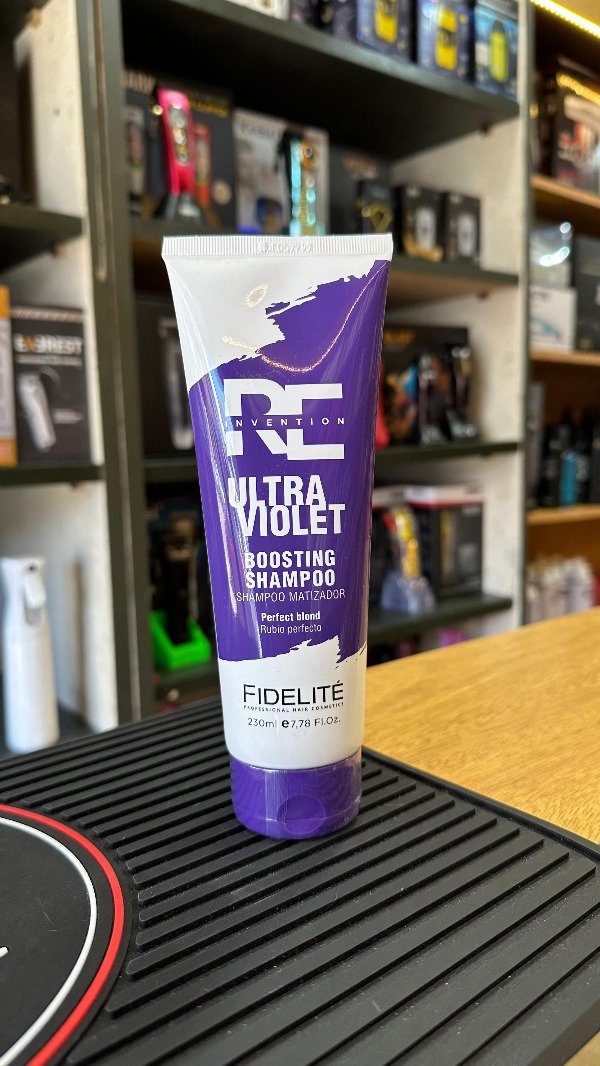 RE
INVENTION
ULTRA
VIOLET
BOOSTING
SHAMPOO
SHAMPOO MATIZADOR
Perfect blond
Rubio perfecto
FIDELITÉ
PROFESSIONAL HAIR COSMETICS
230ml e 7,78 Fl.Oz.